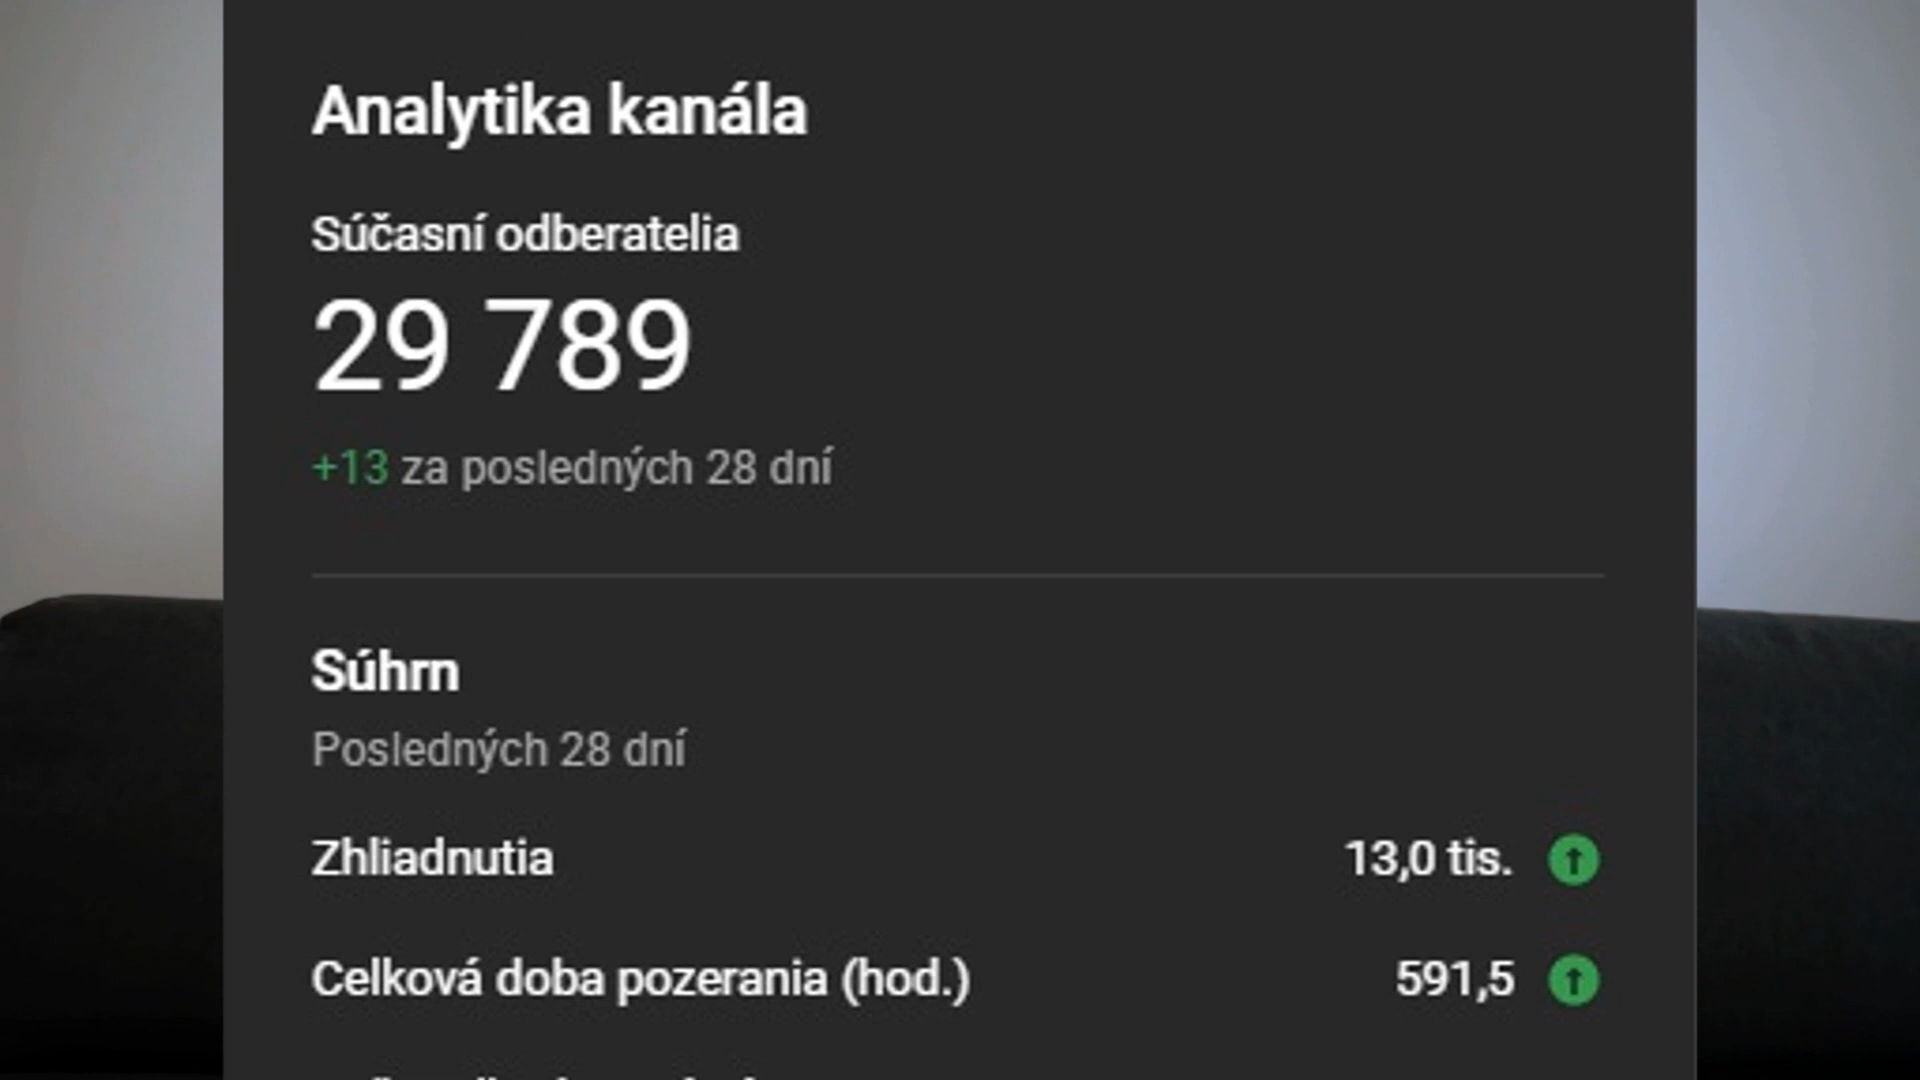 Analytika kanála
Súčasní odberatelia
29 789
+13 za posledných 28 dní
Súhrn
Posledných 28 dní
Zhliadnutia 13,0 tis.
Celková doba pozerania (hod.) 591,5